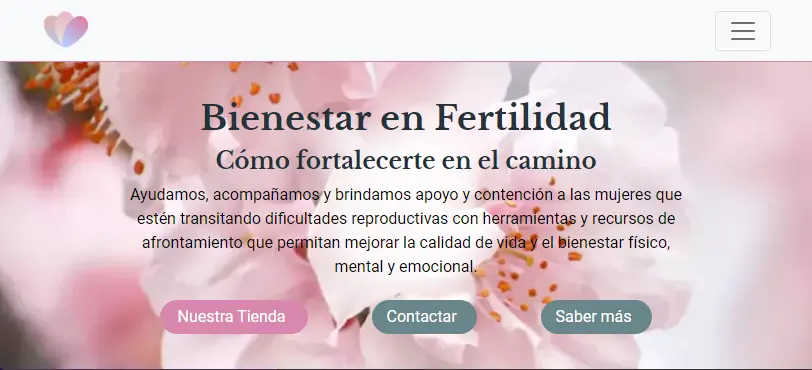 Bienestar en Fertilidad
Cómo fortalecerte en el camino
Ayudamos, acompañamos y brindamos apoyo y contención a las mujeres que
estén transitando dificultades reproductivas con herramientas y recursos de
afrontamiento que permitan mejorar la calidad de vida y el bienestar físico,
mental y emocional.
Nuestra Tienda
Contactar
Saber más